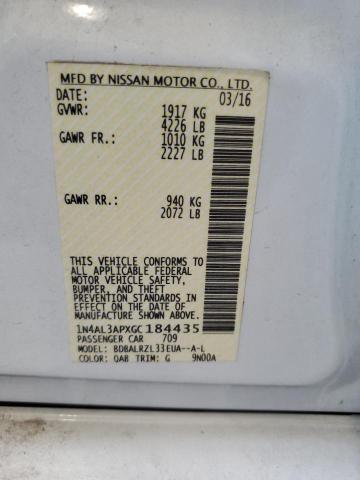 MFD BY NISSAN MOTOR CO., LTD.
DATE: 03/16
GVWR: 1917 KG
4226 LB
GAWR FR.: 1010 KG
2227 LB
GAWR RR.: 940 KG
2072 LB
THIS VEHICLE CONFORMS TO
ALL APPLICABLE FEDERAL
MOTOR VEHICLE SAFETY,
BUMPER, AND THEFT
PREVENTION STANDARDS IN
EFFECT ON THE DATE OF
MANUFACTURE SHOWN ABOVE.
1N4AL3APXGC184435
PASSENGER CAR 709
MODEL: BDBALRZL33EUA--A-L
COLOR: QAB TRIM: G 9N00A